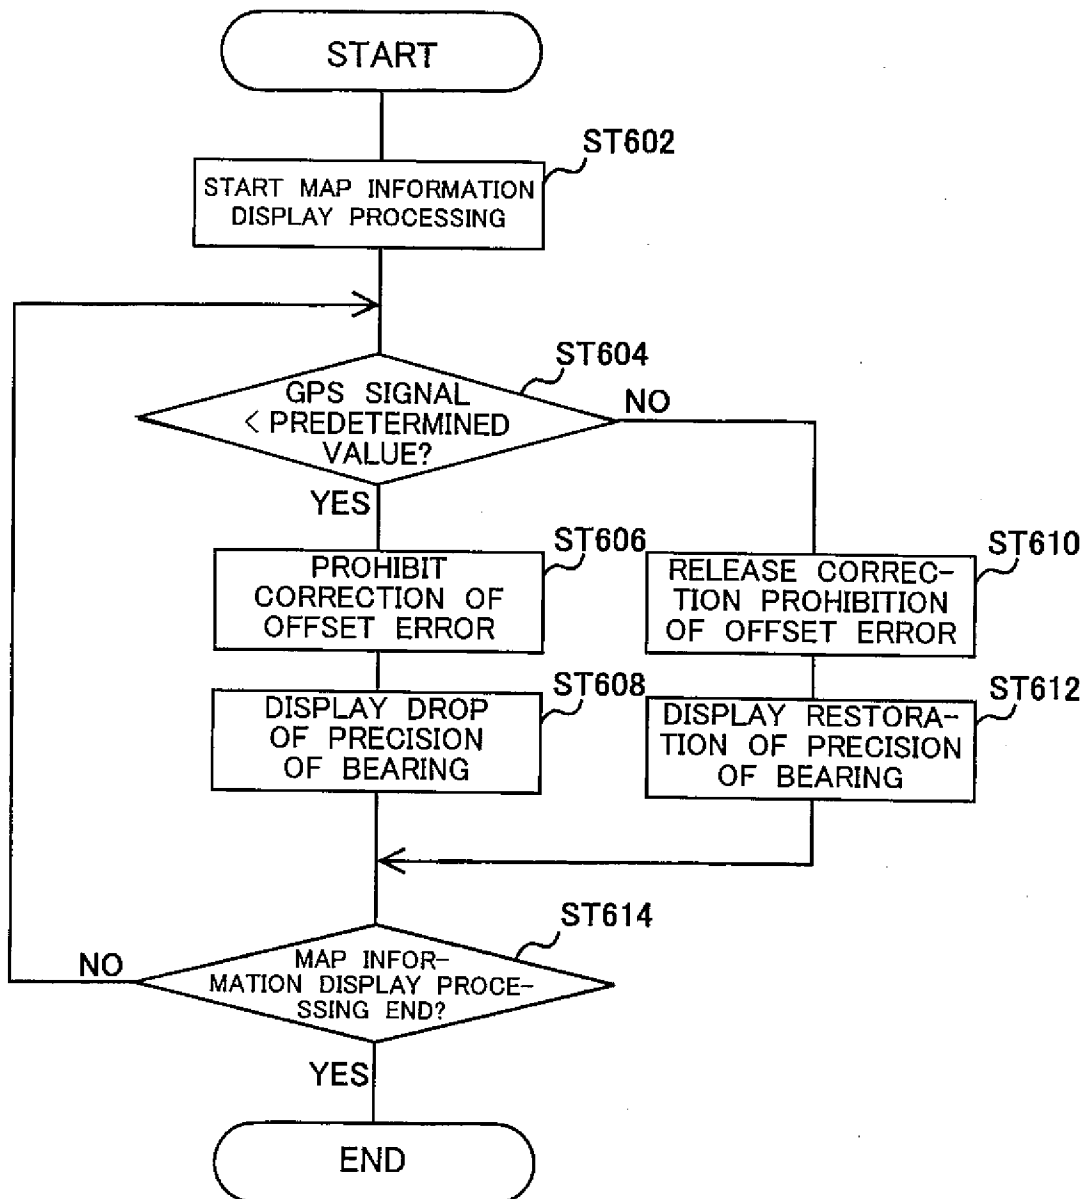 START
ST602
START MAP INFORMATION
DISPLAY PROCESSING
ST604
GPS SIGNAL
< PREDETERMINED
VALUE?
NO
YES
ST606
PROHIBIT
CORRECTION OF
OFFSET ERROR
ST610
RELEASE CORREC-
TION PROHIBITION
OF OFFSET ERROR
ST608
DISPLAY DROP
OF PRECISION
OF BEARING
ST612
DISPLAY RESTORA-
TION OF PRECISION
OF BEARING
ST614
MAP INFOR-
MATION DISPLAY PROCE-
SSING END?
NO
YES
END